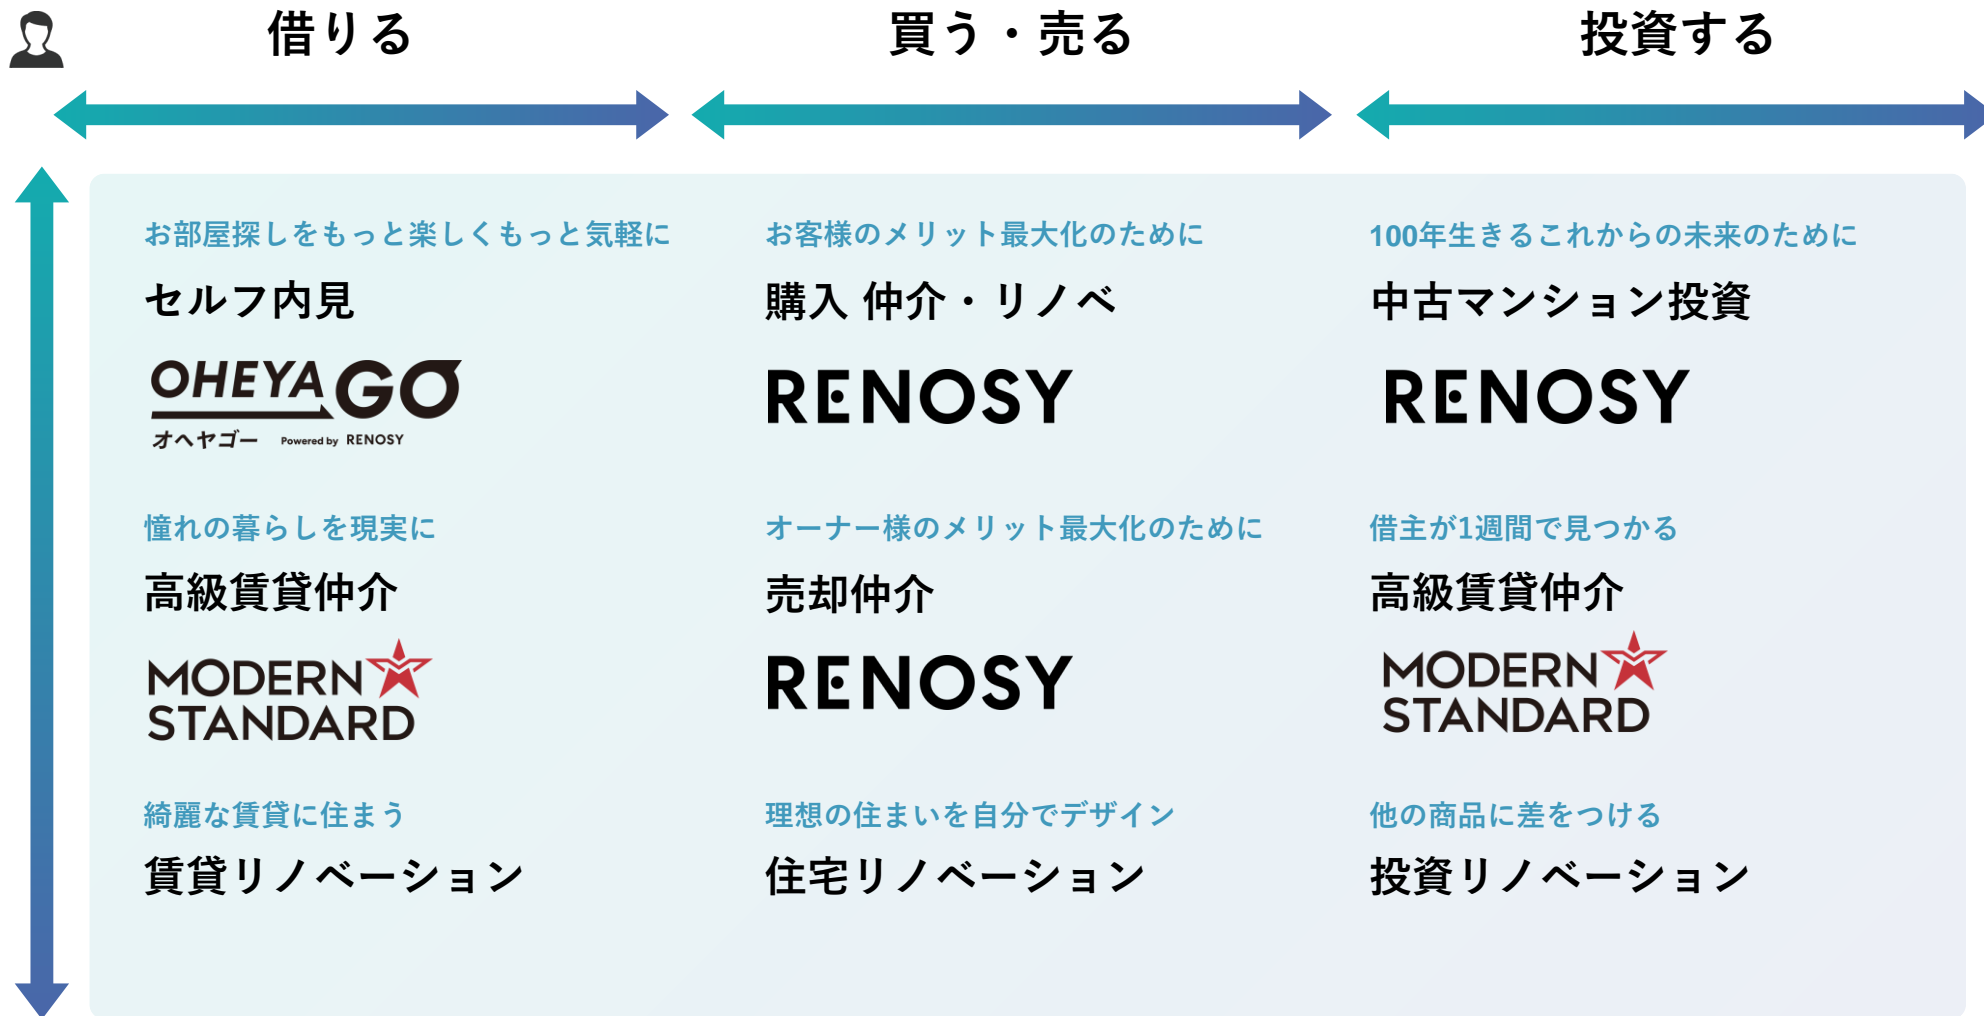 借りる
買う・売る
投資する
お部屋探しをもっと楽しくもっと気軽に
セルフ内見
OHEYAGO
オヘヤゴー Powered by RENOSY
お客様のメリット最大化のために
購入 仲介・リノベ
RENOSY
100年生きるこれからの未来のために
中古マンション投資
RENOSY
憧れの暮らしを現実に
高級賃貸仲介
MODERN
STANDARD
オーナー様のメリット最大化のために
売却仲介
RENOSY
借主が1週間で見つかる
高級賃貸仲介
MODERN
STANDARD
綺麗な賃貸に住まう
賃貸リノベーション
理想の住まいを自分でデザイン
住宅リノベーション
他の商品に差をつける
投資リノベーション